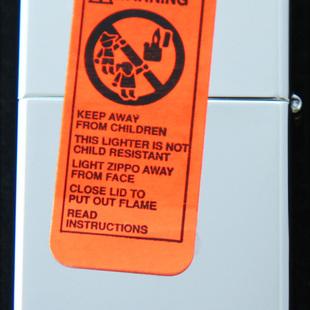 WARNING
KEEP AWAY
FROM CHILDREN
THIS LIGHTER IS NOT
CHILD RESISTANT
LIGHT ZIPPO AWAY
FROM FACE
CLOSE LID TO
PUT OUT FLAME
READ
INSTRUCTIONS